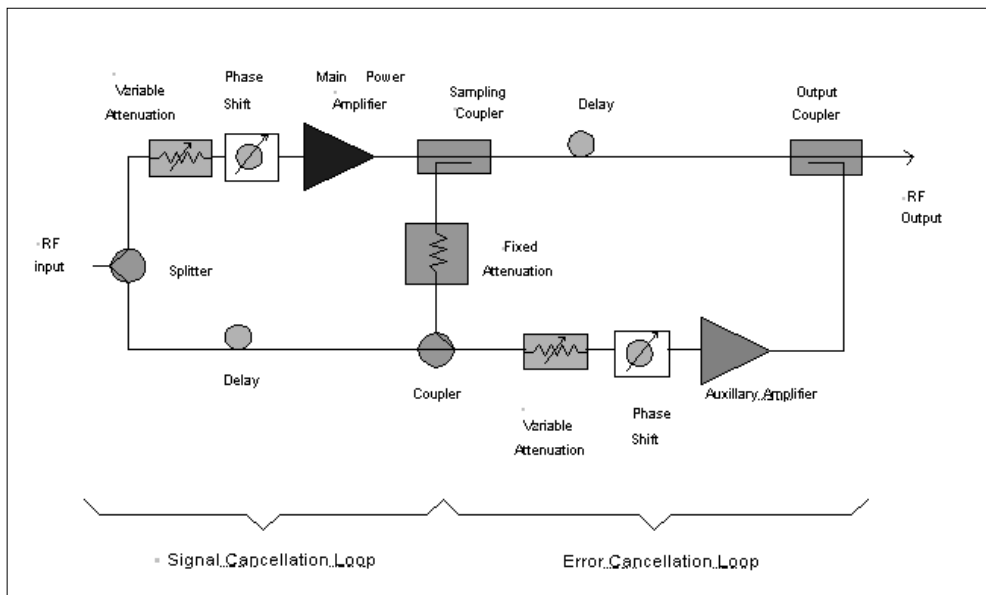 Variable
Attenuation
Phase
Shift
Main Power
Amplifier
Sampling
Coupler
Delay
Output
Coupler
RF
input
Splitter
Fixed
Attenuation
RF
Output
Delay
Coupler
Variable
Attenuation
Phase
Shift
Auxillary Amplifier
Signal Cancellation Loop
Error Cancellation Loop